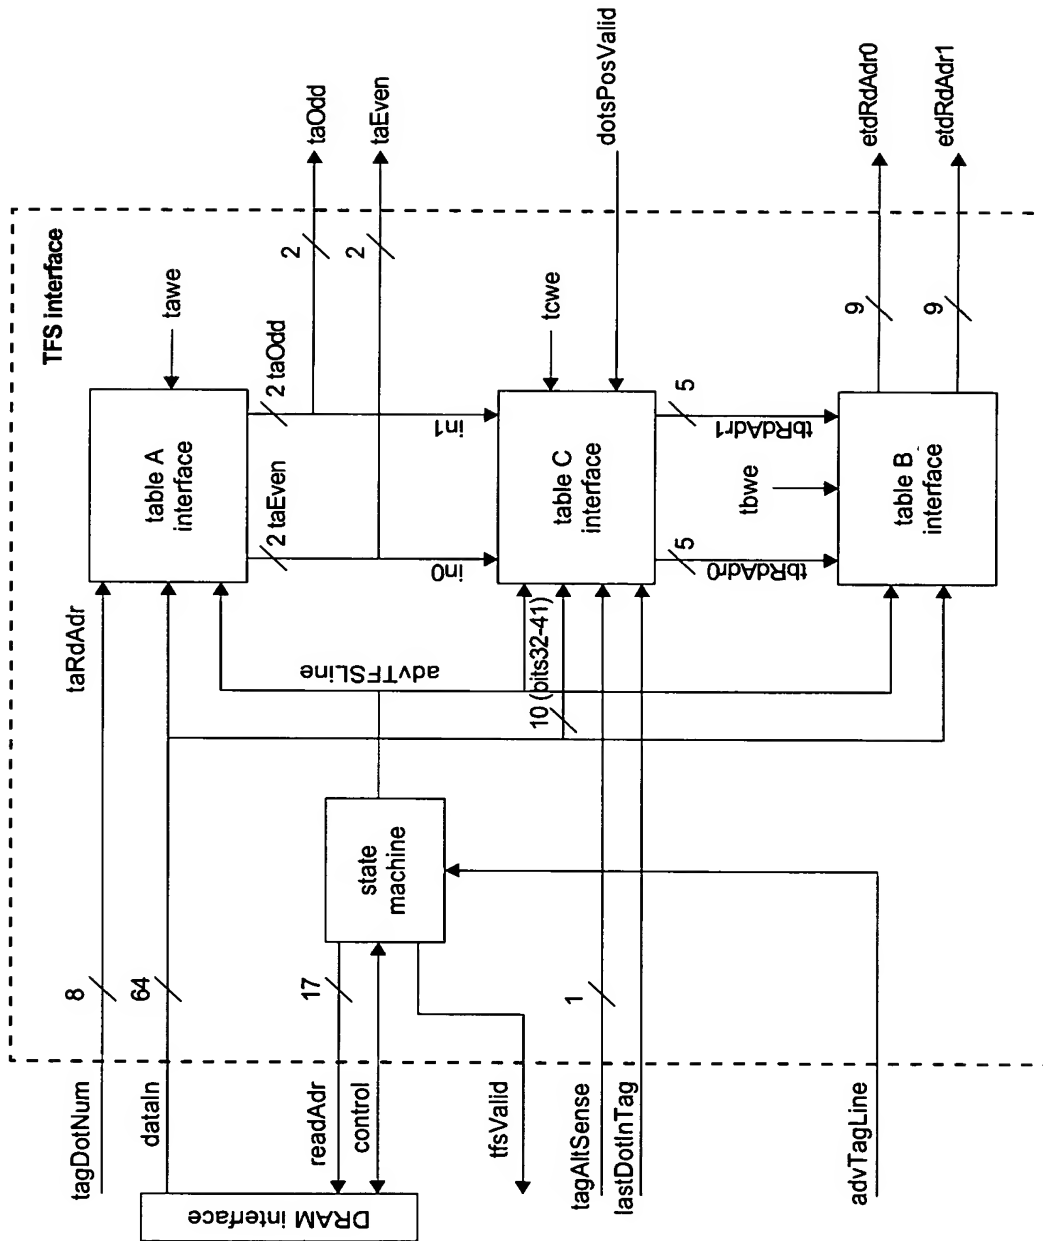 TFS interface
tawe
taRdAdr
table A
interface
2 taOdd
2 taEven
2
2
taOdd
taEven
advTFSLine
10 (bits32-41)
in1
in0
tcwe
dotsPosValid
table C
interface
5
tbRdAdr1
5
tbRdAdr0
tbwe
table B
interface
9
9
etdRdAdr0
etdRdAdr1
state
machine
8
64
17
1
tagDotNum
dataIn
readAdr
control
tfsValid
tagAltSense
lastDotInTag
advTagLine
DRAM interface